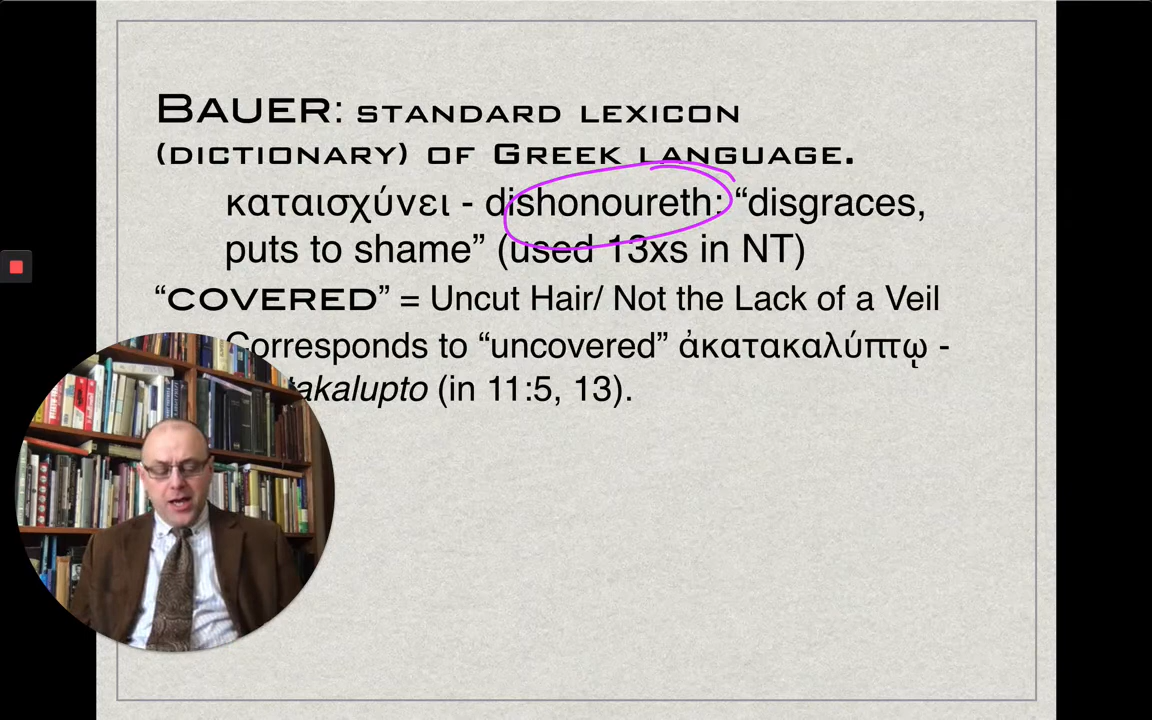 BAUER: STANDARD LEXICON
(DICTIONARY) OF GREEK LANGUAGE.
καταισχύνει - dishonoureth: “disgraces,
puts to shame” (used 13xs in NT)
“COVERED” = Uncut Hair/ Not the Lack of a Veil
Corresponds to “uncovered” ἀκατακαλύπτῳ -
takalupto (in 11:5, 13).